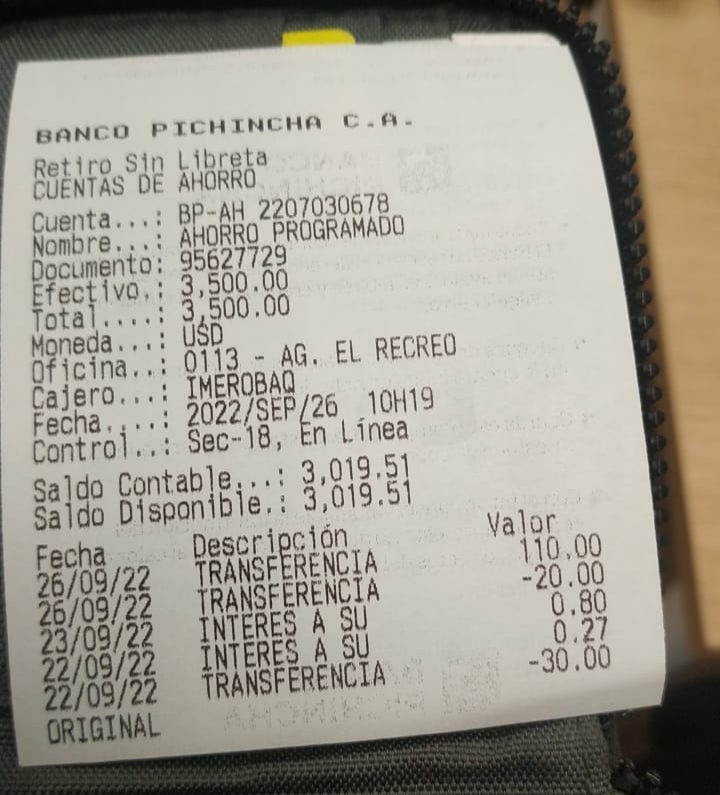 BANCO PICHINCHA C.A.
Retiro Sin Libreta
CUENTAS DE AHORRO
Cuenta...: BP-AH 2207030678
Nombre...: AHORRO PROGRAMADO
Documento: 95627729
Efectivo.: 3,500.00
Total....: 3,500.00
Moneda...: USD
Oficina..: 0113 - AG. EL RECREO
Cajero...: IMEROBAQ
Fecha....: 2022/SEP/26 10H19
Control..: Sec-18, En Línea
Saldo Contable...: 3,019.51
Saldo Disponible.: 3,019.51
Fecha Descripción Valor
26/09/22 TRANSFERENCIA 110.00
26/09/22 TRANSFERENCIA -20.00
23/09/22 INTERES A SU 0.80
22/09/22 INTERES A SU 0.27
22/09/22 TRANSFERENCIA -30.00
ORIGINAL